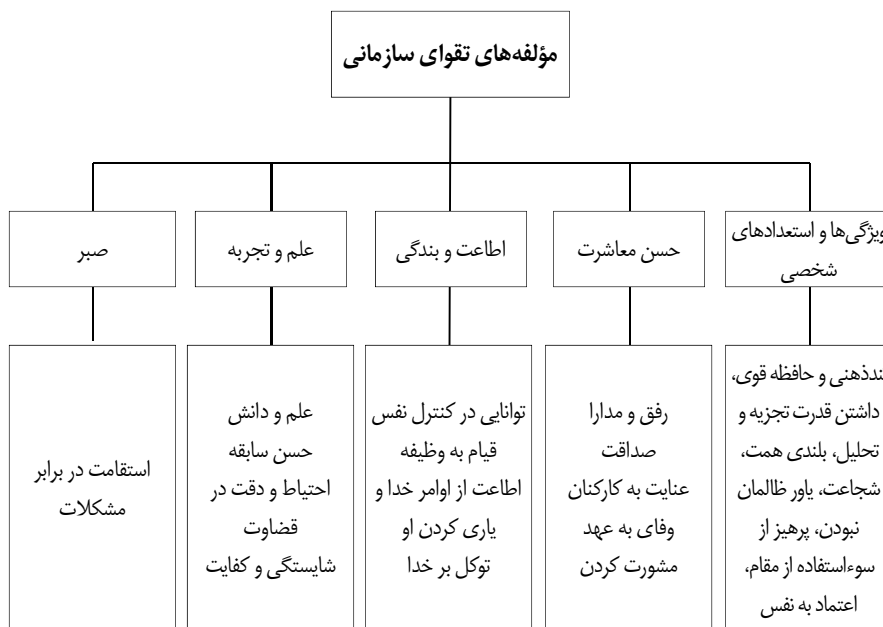 مؤلفه‌های تقوای سازمانی
ویژگی‌ها و استعدادهای
شخصی
حسن معاشرت
اطاعت و بندگی
علم و تجربه
صبر
حافظه قوی،
داشتن قدرت تجزیه و
تحلیل، بلندی همت،
شجاعت، یاور ظالمان
نبودن، پرهیز از
سوءاستفاده از مقام،
اعتماد به نفس
رفق و مدارا
صداقت
عنایت به کارکنان
وفای به عهد
مشورت کردن
توانایی در کنترل نفس
قیام به وظیفه
اطاعت از اوامر خدا و
یاری کردن او
توکل بر خدا
علم و دانش
حسن سابقه
احتیاط و دقت در
قضاوت
شایستگی و کفایت
استقامت در برابر
مشکلات